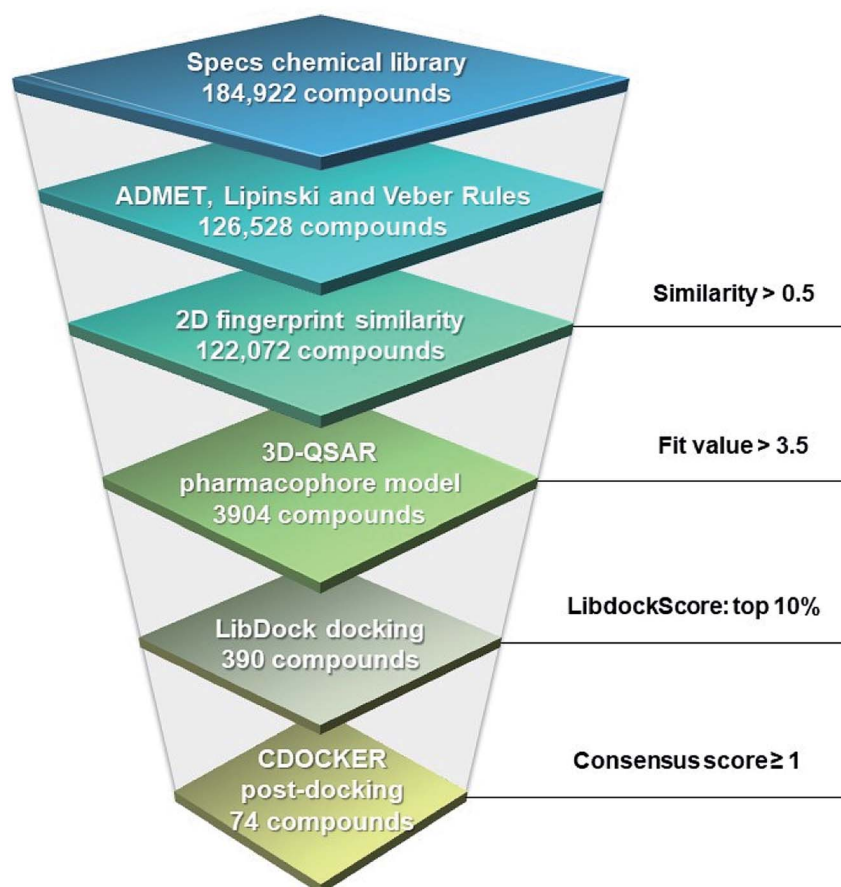 Specs chemical library
184,922 compounds
ADMET, Lipinski and Veber Rules
126,528 compounds
Similarity > 0.5
2D fingerprint similarity
122,072 compounds
Fit value > 3.5
3D-QSAR
pharmacophore model
3904 compounds
LibdockScore: top 10%
LibDock docking
390 compounds
Consensus score ≥ 1
CDOCKER
post-docking
74 compounds